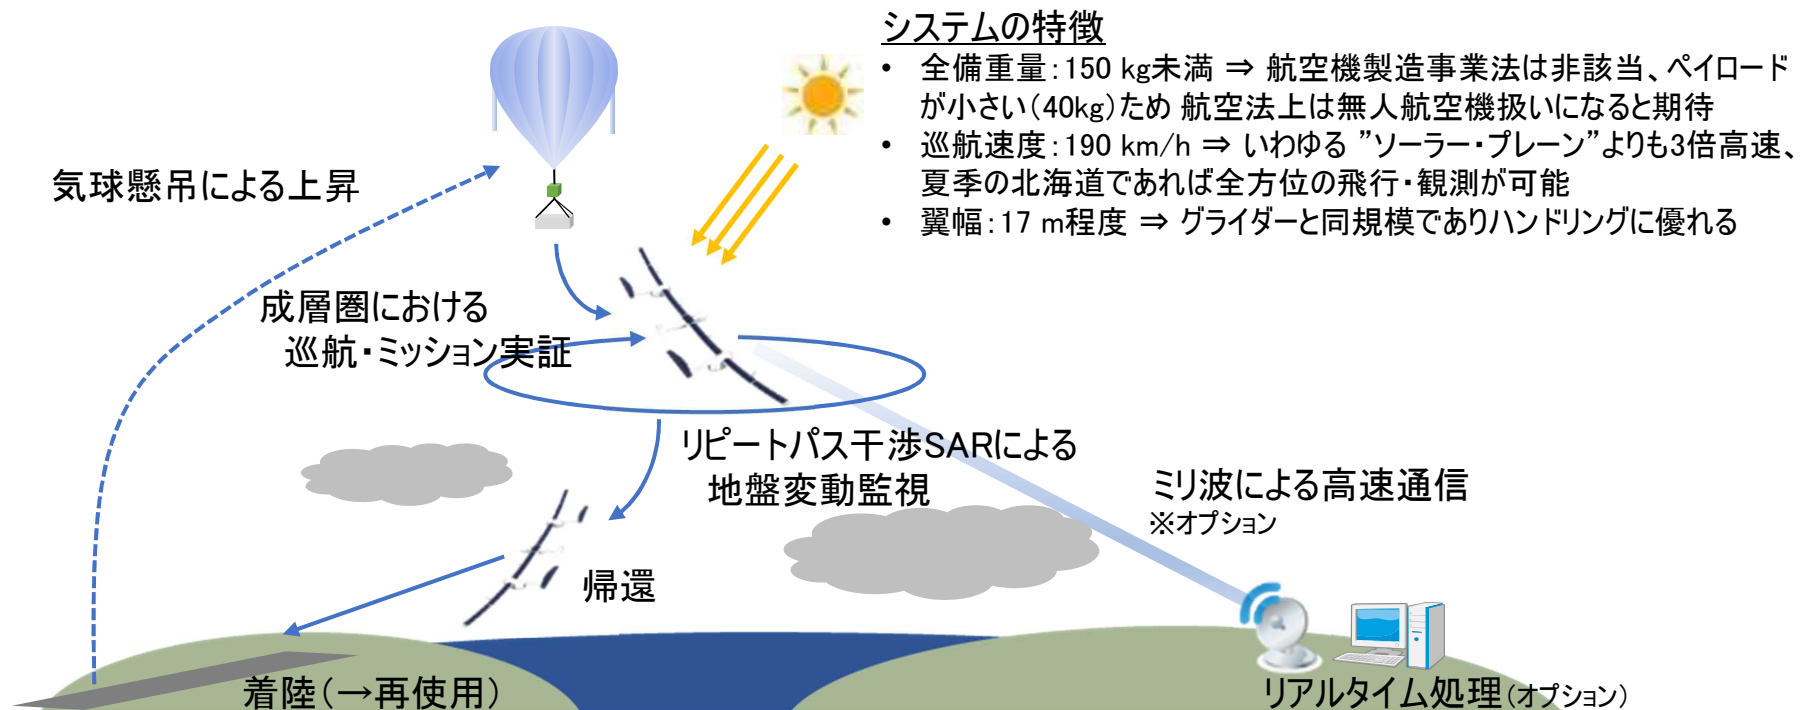 システムの特徴
• 全備重量:150 kg未満 ⇒ 航空機製造事業法は非該当、ペイロード
が小さい(40kg)ため 航空法上は無人航空機扱いになると期待
• 巡航速度:190 km/h ⇒ いわゆる ”ソーラー・プレーン”よりも3倍高速、
夏季の北海道であれば全方位の飛行・観測が可能
• 翼幅:17 m程度 ⇒ グライダーと同規模でありハンドリングに優れる
気球懸吊による上昇
成層圏における
巡航・ミッション実証
リピートパス干渉SARによる
地盤変動監視
ミリ波による高速通信
※オプション
帰還
着陸(→再使用)
リアルタイム処理(オプション)